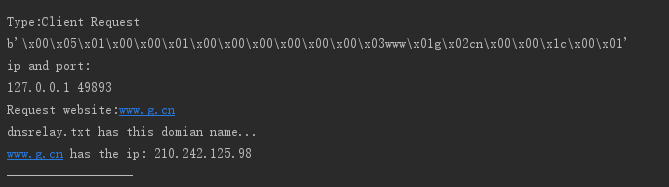 Type:Client Request
b'\x00\x05\x01\x00\x00\x01\x00\x00\x00\x00\x00\x00\x03www\x01g\x02cn\x00\x00\x1c\x00\x01'
ip and port:
127.0.0.1 49893
Request website:www.g.cn
dnsrelay.txt has this domian name...
www.g.cn has the ip: 210.242.125.98
__________________